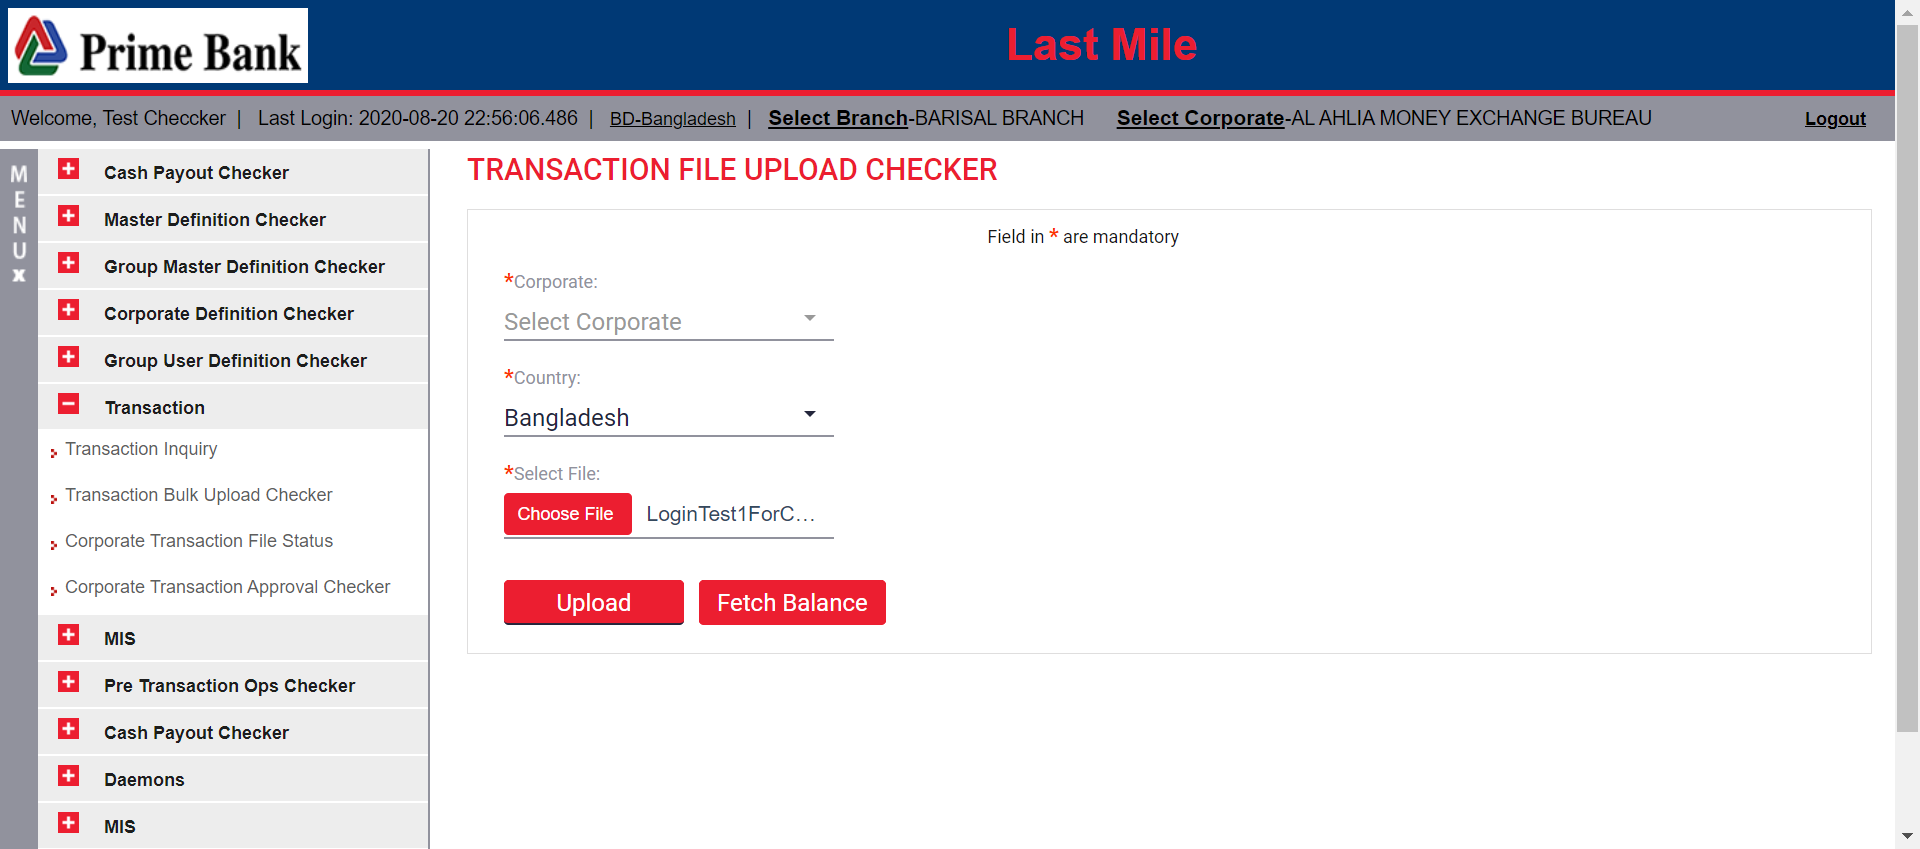 Prime Bank
Last Mile
Welcome, Test Checcker | Last Login: 2020-08-20 22:56:06.486 | BD-Bangladesh | Select Branch-BARISAL BRANCH Select Corporate-AL AHLIA MONEY EXCHANGE BUREAU Logout
MENU x
Cash Payout Checker
Master Definition Checker
Group Master Definition Checker
Corporate Definition Checker
Group User Definition Checker
Transaction
Transaction Inquiry
Transaction Bulk Upload Checker
Corporate Transaction File Status
Corporate Transaction Approval Checker
MIS
Pre Transaction Ops Checker
Cash Payout Checker
Daemons
MIS
TRANSACTION FILE UPLOAD CHECKER
Field in * are mandatory
*Corporate:
Select Corporate
*Country:
Bangladesh
*Select File:
Choose File LoginTest1ForC...
Upload Fetch Balance